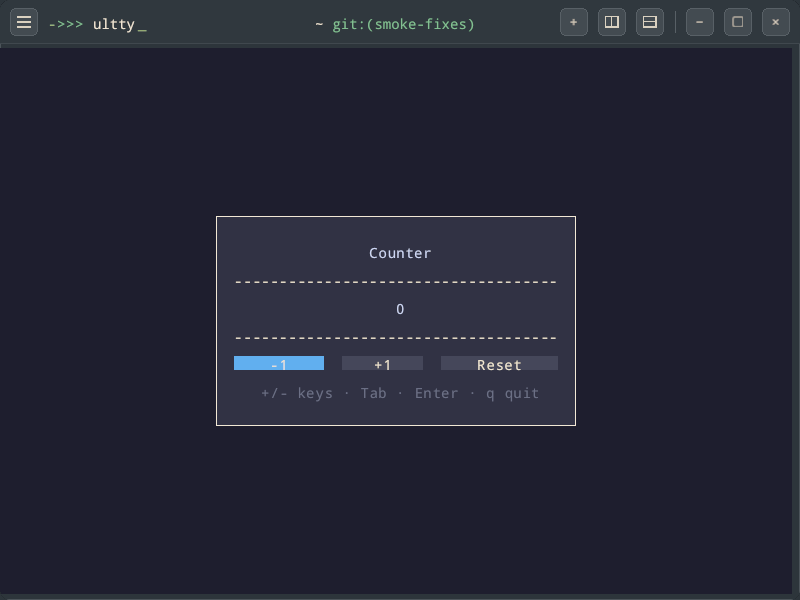 ->>> ultty_
~ git:(smoke-fixes)
Counter
------------------------------------
0
------------------------------------
-1 +1 Reset
+/- keys · Tab · Enter · q quit